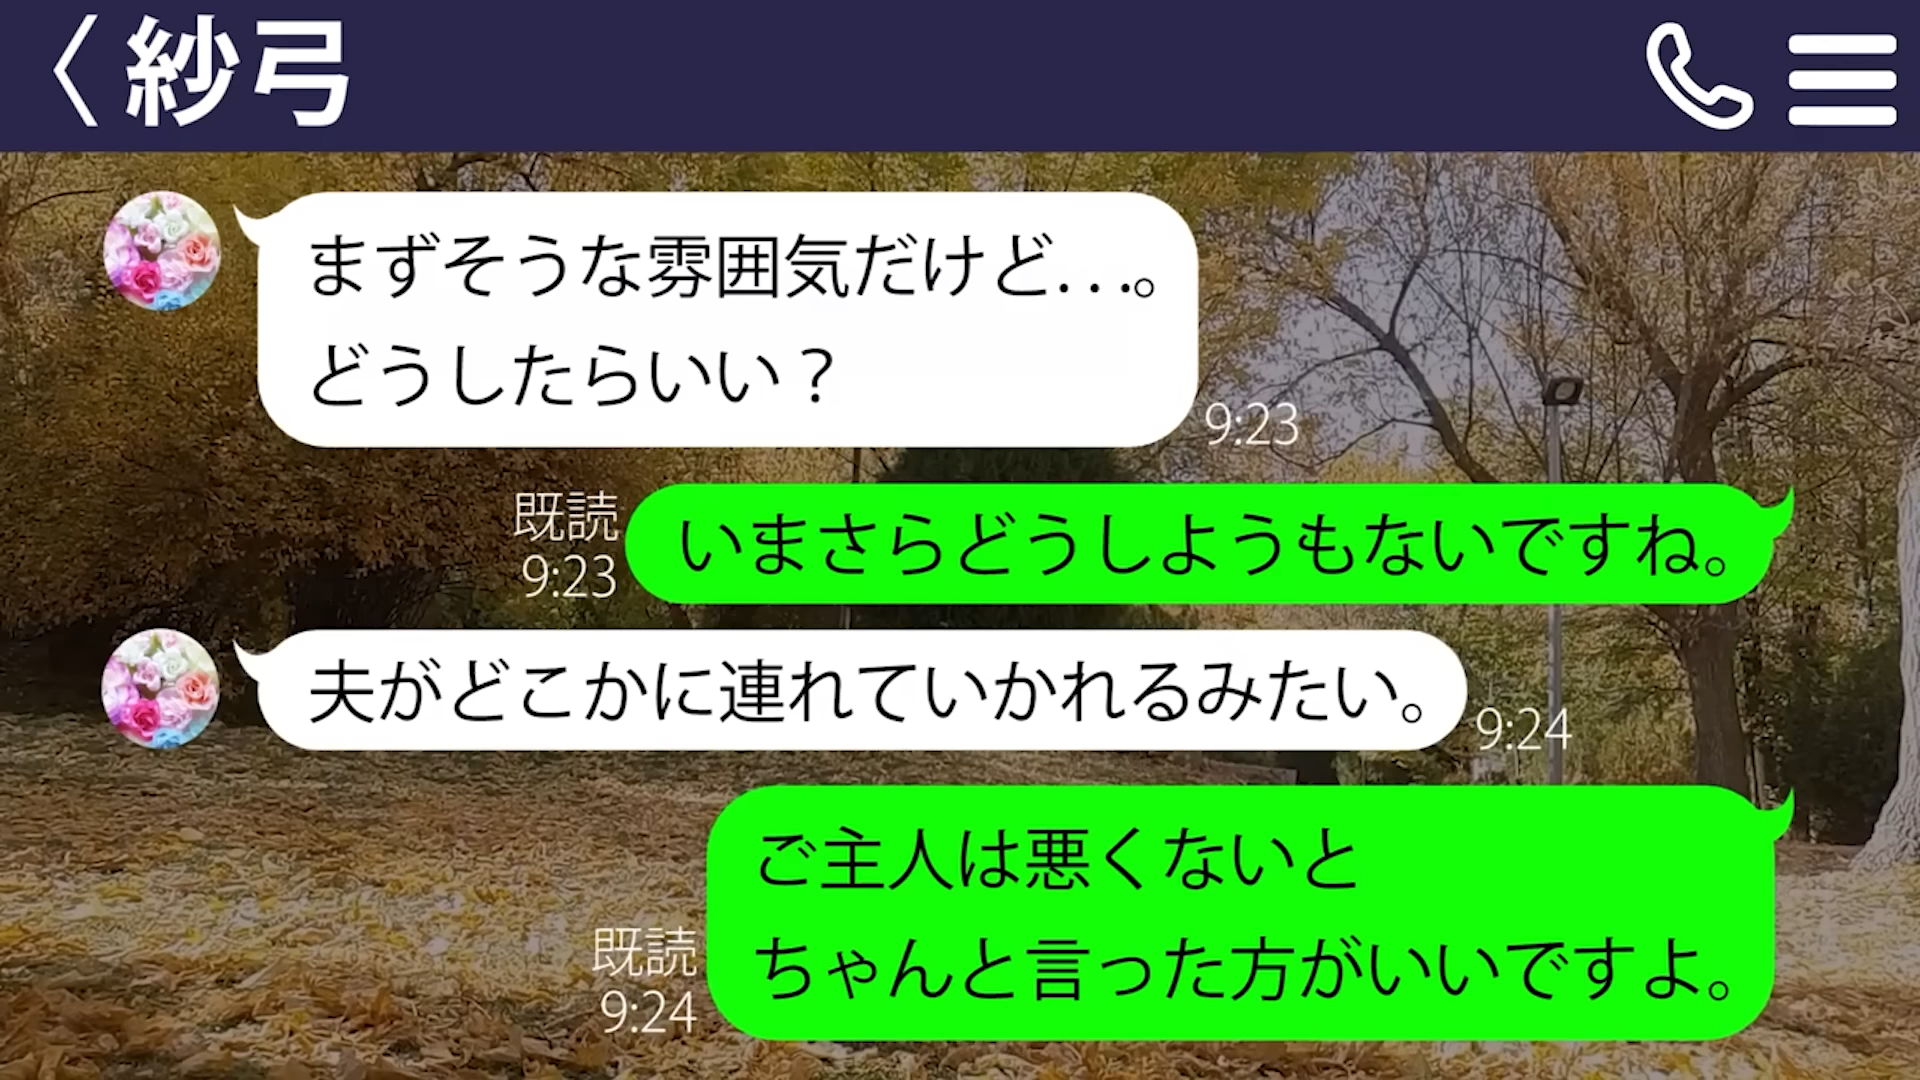 紗弓
まずそうな雰囲気だけど...。
どうしたらいい？
9:23
既読
9:23
いまさらどうしようもないですね。
夫がどこかに連れていかれるみたい。
9:24
ご主人は悪くないと
ちゃんと言った方がいいですよ。
既読
9:24